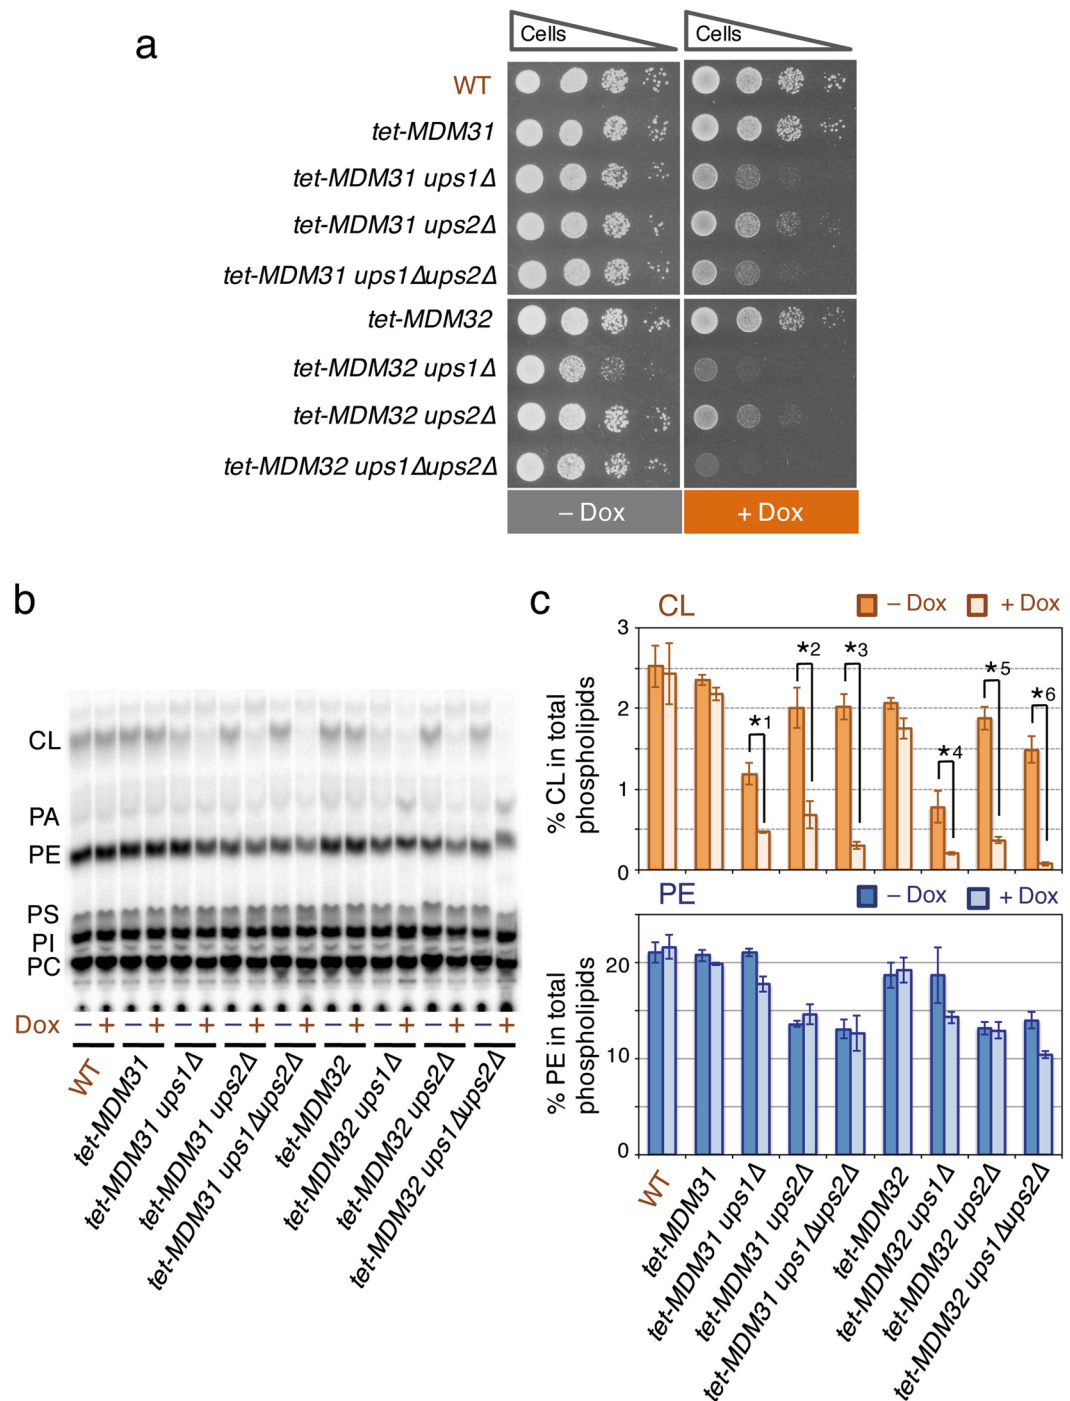 a
Cells
Cells
WT
tet-MDM31
tet-MDM31 ups1Δ
tet-MDM31 ups2Δ
tet-MDM31 ups1Δups2Δ
tet-MDM32
tet-MDM32 ups1Δ
tet-MDM32 ups2Δ
tet-MDM32 ups1Δups2Δ
– Dox
+ Dox
b
CL
PA
PE
PS
PI
PC
Dox – + – + – + – + – + – + – + – + – +
WT
tet-MDM31
tet-MDM31 ups1Δ
tet-MDM31 ups2Δ
tet-MDM31 ups1Δups2Δ
tet-MDM32
tet-MDM32 ups1Δ
tet-MDM32 ups2Δ
tet-MDM32 ups1Δups2Δ
c
CL
– Dox
+ Dox
% CL in total
phospholipids
3
2
1
0
*1
*2
*3
*4
*5
*6
PE
– Dox
+ Dox
% PE in total
phospholipids
20
10
0
WT
tet-MDM31
tet-MDM31 ups1Δ
tet-MDM31 ups2Δ
tet-MDM31 ups1Δups2Δ
tet-MDM32
tet-MDM32 ups1Δ
tet-MDM32 ups2Δ
tet-MDM32 ups1Δups2Δ